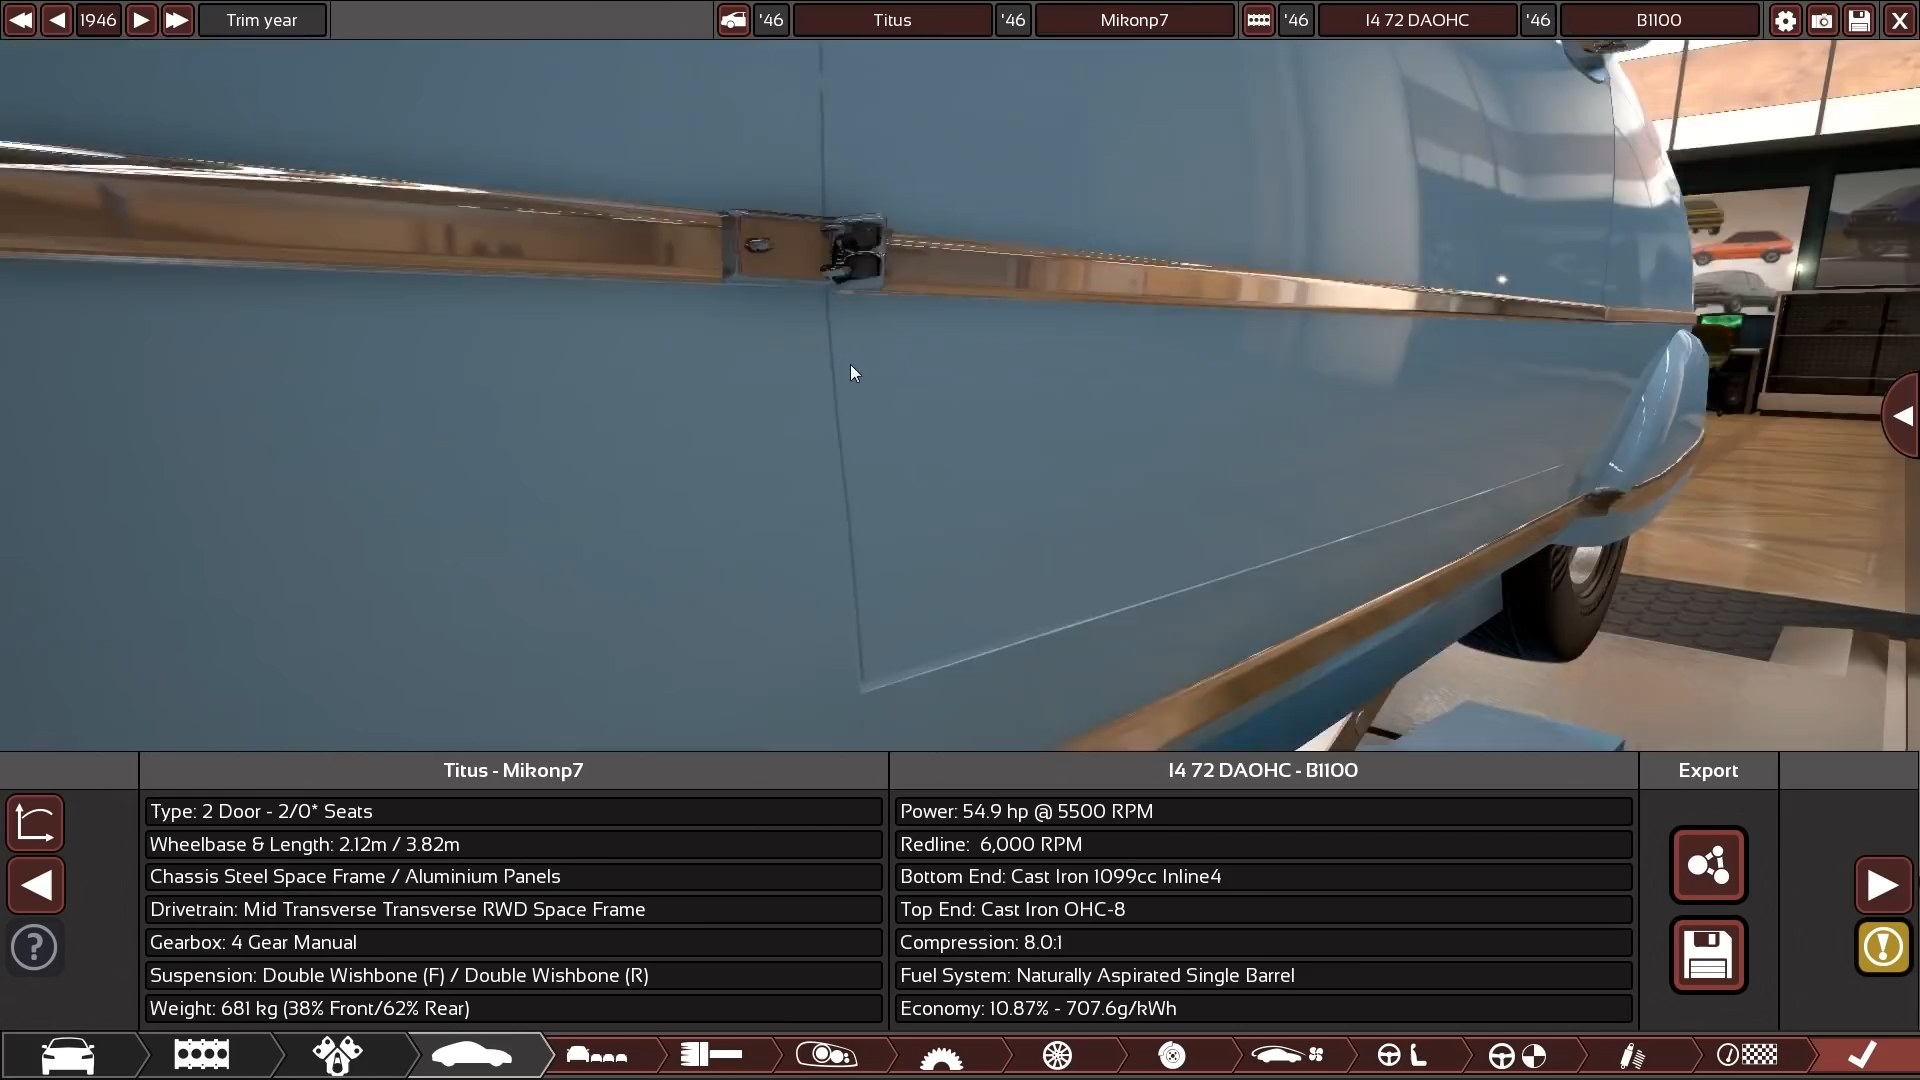 1946 Trim year '46 Titus '46 Mikonp7 '46 I4 72 DAOHC '46 B1100 X
Titus - Mikonp7
Type: 2 Door - 2/0* Seats
Wheelbase & Length: 2.12m / 3.82m
Chassis Steel Space Frame / Aluminium Panels
Drivetrain: Mid Transverse Transverse RWD Space Frame
Gearbox: 4 Gear Manual
Suspension: Double Wishbone (F) / Double Wishbone (R)
Weight: 681 kg (38% Front/62% Rear)
I4 72 DAOHC - B1100
Power: 54.9 hp @ 5500 RPM
Redline: 6,000 RPM
Bottom End: Cast Iron 1099cc Inline4
Top End: Cast Iron OHC-8
Compression: 8.0:1
Fuel System: Naturally Aspirated Single Barrel
Economy: 10.87% - 707.6g/kWh
Export